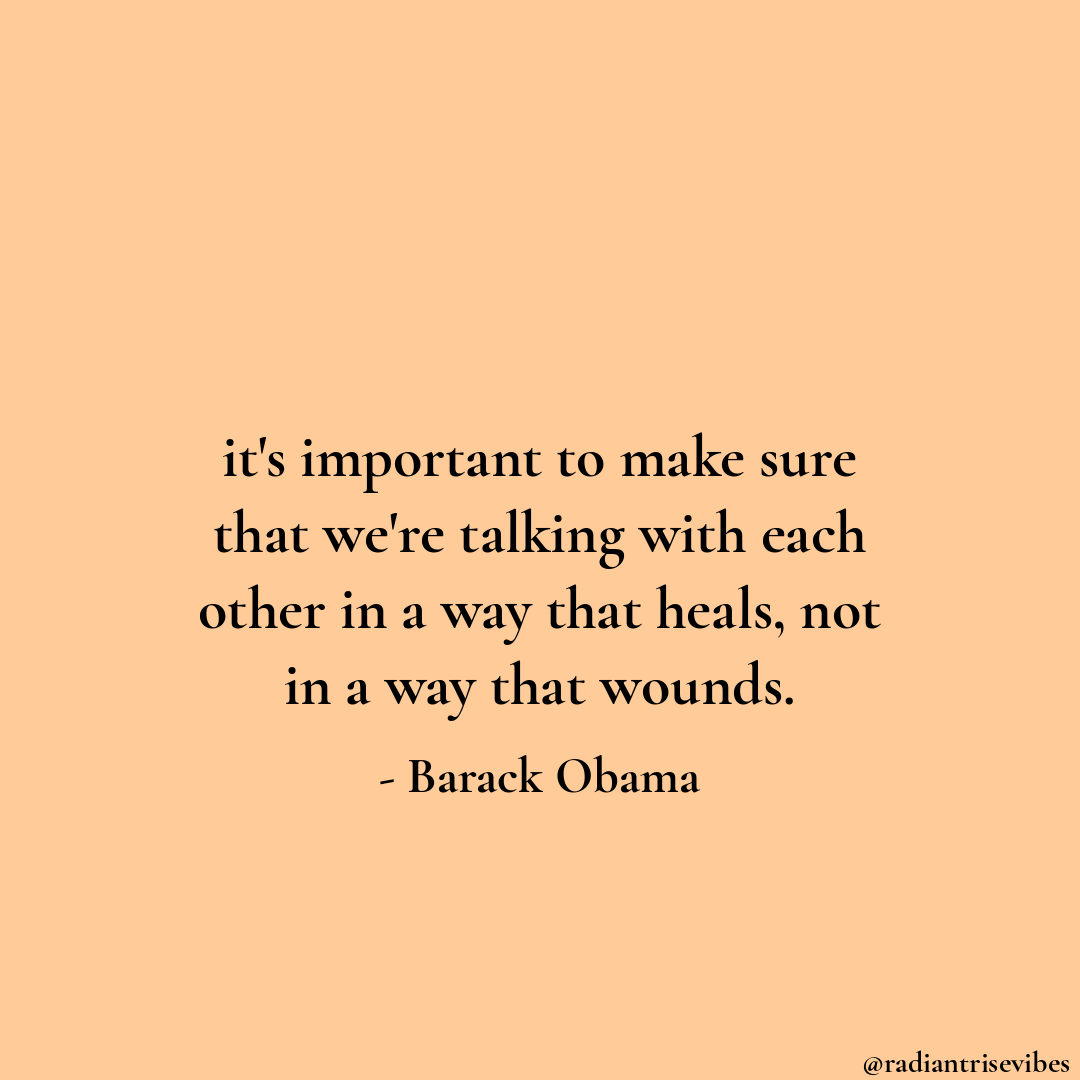 it's important to make sure
that we're talking with each
other in a way that heals, not
in a way that wounds.
- Barack Obama
@radiantrisevibes